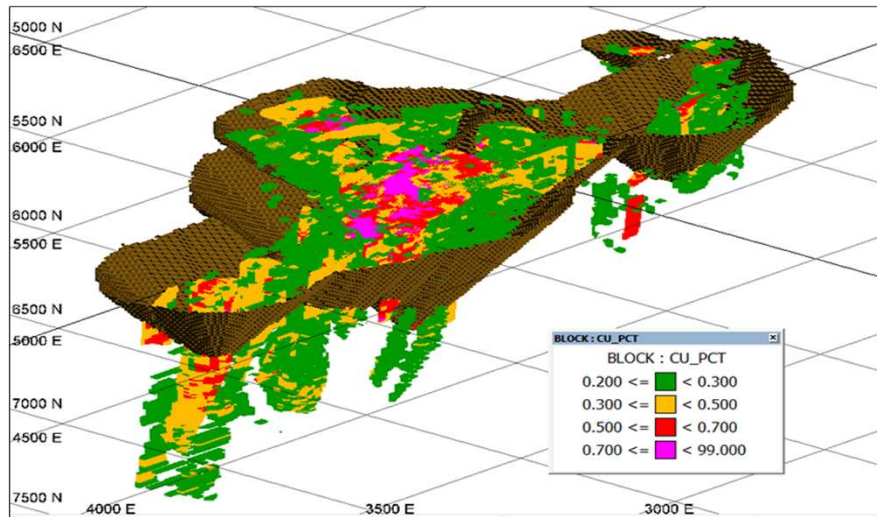 5000 N
6500 E
5500 N
6000 E
6000 N
5500 E
6500 N
5000 E
7000 N
4500 E
7500 N
4000 E
3500 E
3000 E
BLOCK : CU_PCT
BLOCK : CU_PCT
0.200 <= < 0.300
0.300 <= < 0.500
0.500 <= < 0.700
0.700 <= < 99.000